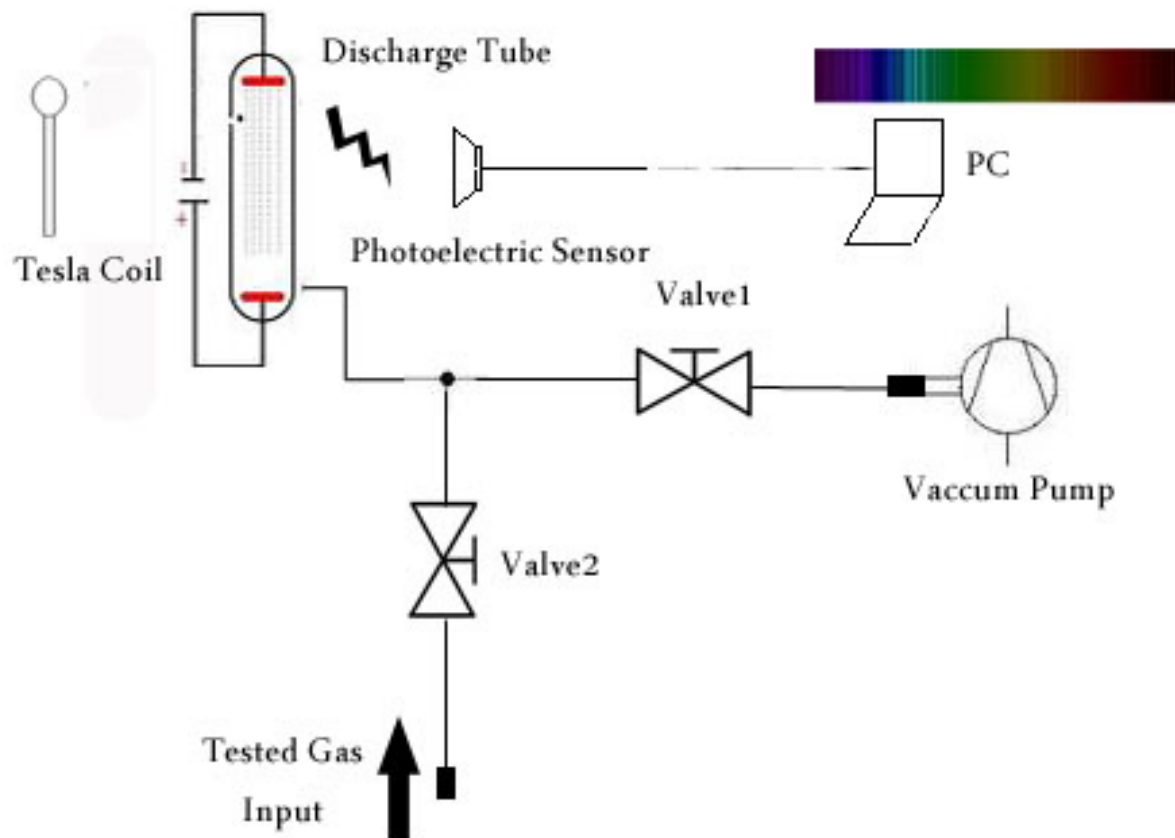 Discharge Tube
PC
-
+
Tesla Coil
Photoelectric Sensor
Valve1
Vaccum Pump
Valve2
Tested Gas
Input